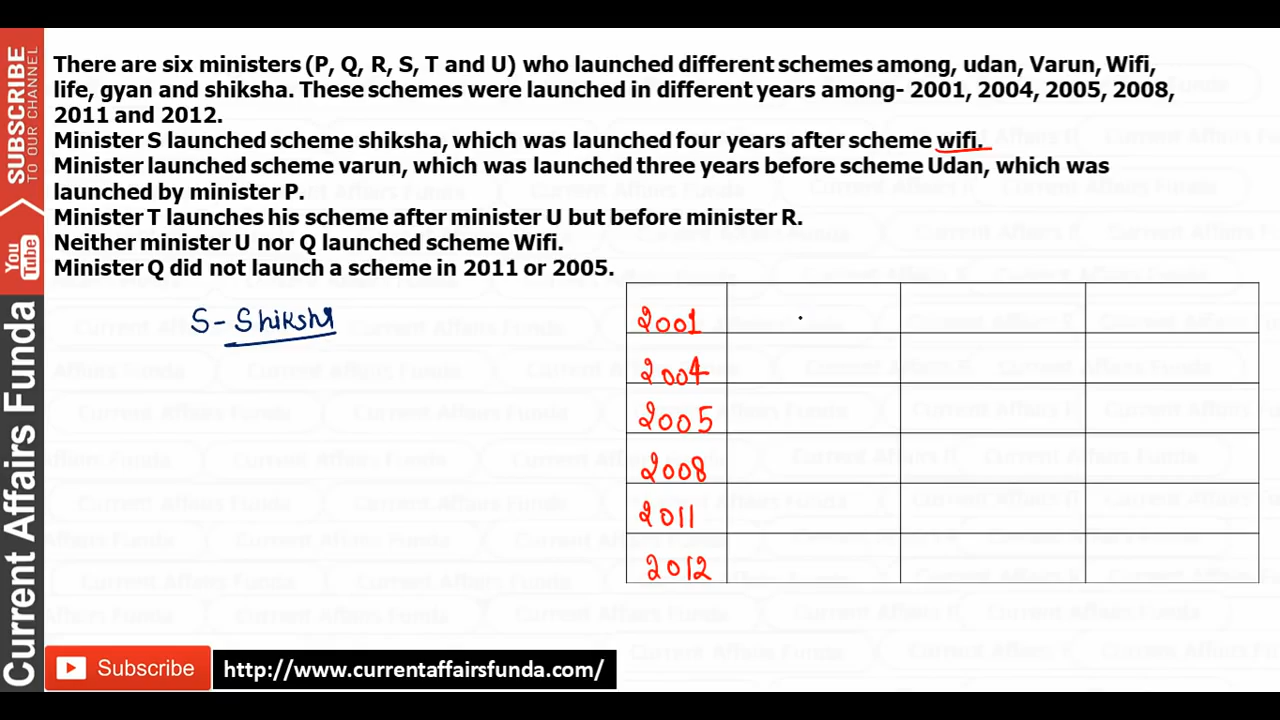 There are six ministers (P, Q, R, S, T and U) who launched different schemes among, udan, Varun, Wifi,
life, gyan and shiksha. These schemes were launched in different years among- 2001, 2004, 2005, 2008,
2011 and 2012.
Minister S launched scheme shiksha, which was launched four years after scheme wifi.
Minister launched scheme varun, which was launched three years before scheme Udan, which was
launched by minister P.
Minister T launches his scheme after minister U but before minister R.
Neither minister U nor Q launched scheme Wifi.
Minister Q did not launch a scheme in 2011 or 2005.
S- Shiksha
2001
2004
2005
2008
2011
2012
SUBSCRIBE
TO OUR CHANNEL
You
Tube
Current Affairs Funda
Subscribe
http://www.currentaffairsfunda.com/